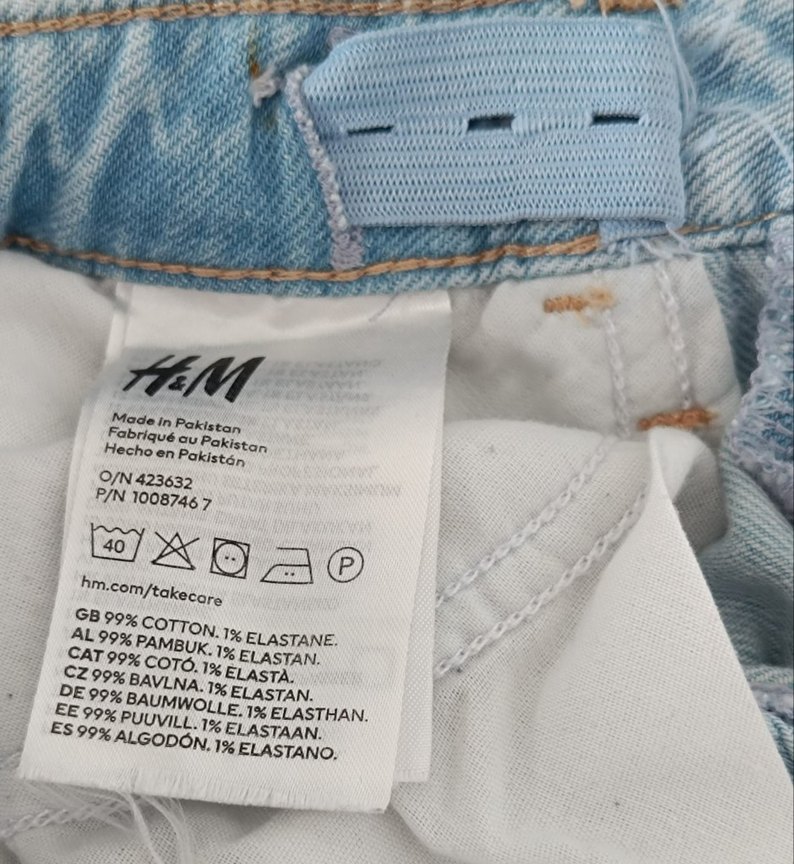 H&M
Made in Pakistan
Fabriqué au Pakistan
Hecho en Pakistán
O/N 423632
P/N 1008746 7
40
P
hm.com/takecare
GB 99% COTTON. 1% ELASTANE.
AL 99% PAMBUK. 1% ELASTAN.
CAT 99% COTÓ. 1% ELASTÀ.
CZ 99% BAVLNA. 1% ELASTAN.
DE 99% BAUMWOLLE. 1% ELASTHAN.
EE 99% PUUVILL. 1% ELASTAAN.
ES 99% ALGODÓN. 1% ELASTANO.